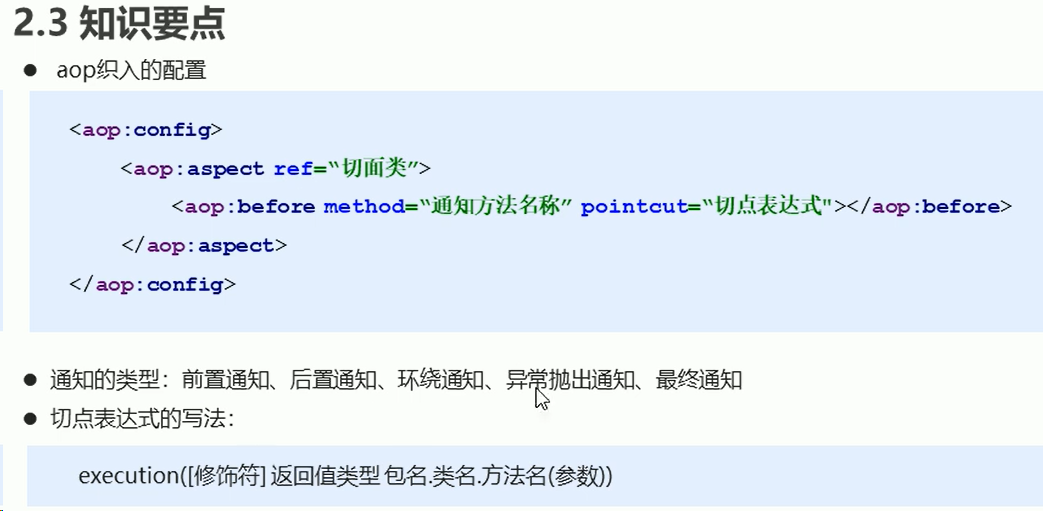 2.3 知识要点
● aop织入的配置
<aop:config>
<aop:aspect ref=“切面类”>
<aop:before method=“通知方法名称” pointcut=“切点表达式"></aop:before>
</aop:aspect>
</aop:config>
● 通知的类型：前置通知、后置通知、环绕通知、异常抛出通知、最终通知
● 切点表达式的写法：
execution([修饰符] 返回值类型 包名.类名.方法名(参数))